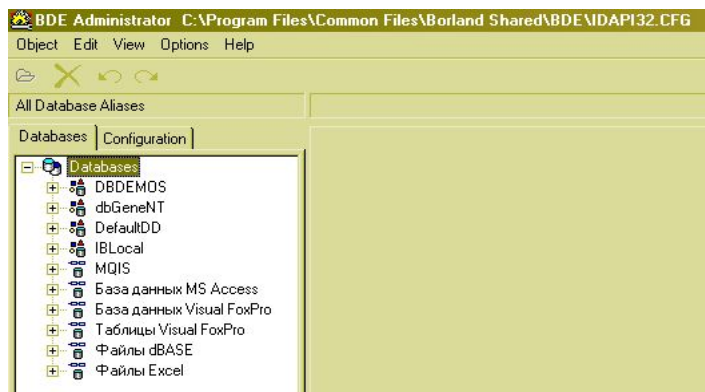 BDE Administrator C:\Program Files\Common Files\Borland Shared\BDE\IDAPI32.CFG
Object Edit View Options Help
All Database Aliases
Databases Configuration
Databases
DBDEMOS
dbGeneNT
DefaultDD
IBLocal
MQIS
База данных MS Access
База данных Visual FoxPro
Таблицы Visual FoxPro
Файлы dBASE
Файлы Excel